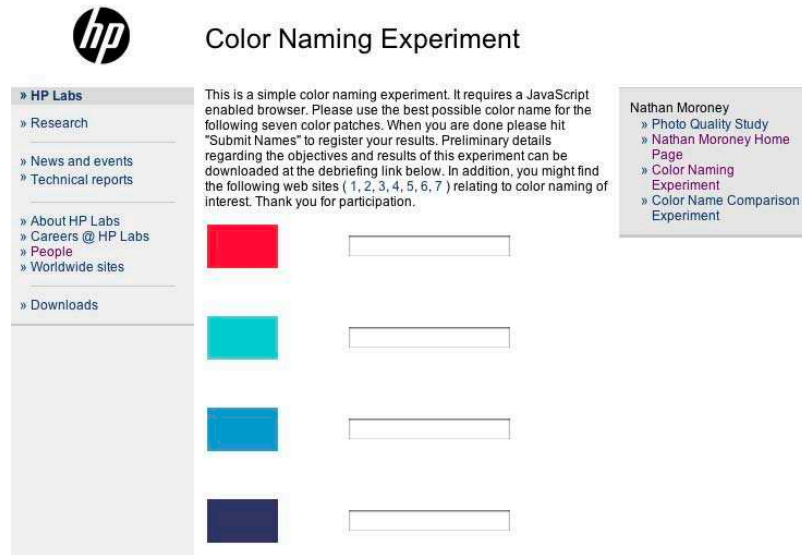 hp
Color Naming Experiment
» HP Labs
» Research
» News and events
» Technical reports
» About HP Labs
» Careers @ HP Labs
» People
» Worldwide sites
» Downloads
This is a simple color naming experiment. It requires a JavaScript
enabled browser. Please use the best possible color name for the
following seven color patches. When you are done please hit
"Submit Names" to register your results. Preliminary details
regarding the objectives and results of this experiment can be
downloaded at the debriefing link below. In addition, you might find
the following web sites ( 1, 2, 3, 4, 5, 6, 7 ) relating to color naming of
interest. Thank you for participation.
Nathan Moroney
» Photo Quality Study
» Nathan Moroney Home
Page
» Color Naming
Experiment
» Color Name Comparison
Experiment